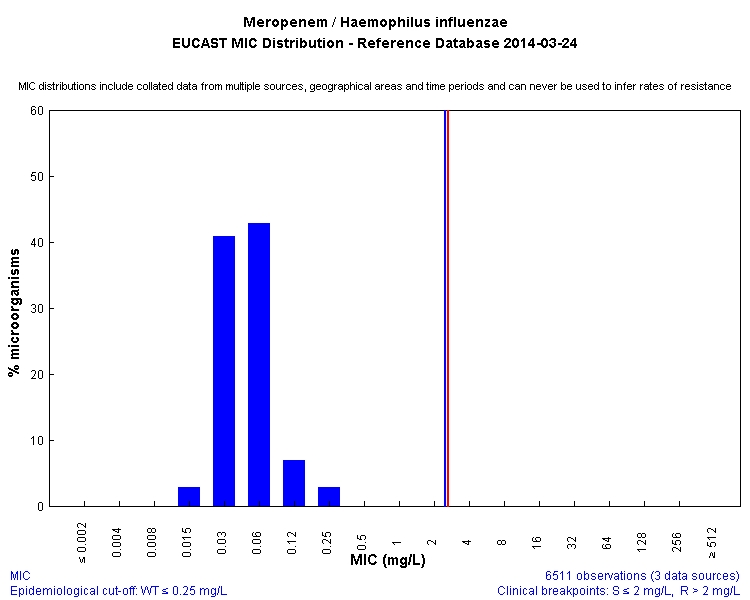 Meropenem / Haemophilus influenzae
EUCAST MIC Distribution - Reference Database 2014-03-24
MIC distributions include collated data from multiple sources, geographical areas and time periods and can never be used to infer rates of resistance
60
50
40
30
20
10
0
% microorganisms
≤ 0.002
0.004
0.008
0.015
0.03
0.06
0.12
0.25
0.5
1
2
4
8
16
32
64
128
256
≥ 512
MIC (mg/L)
MIC
6511 observations (3 data sources)
Epidemiological cut-off: WT ≤ 0.25 mg/L
Clinical breakpoints: S ≤ 2 mg/L, R > 2 mg/L